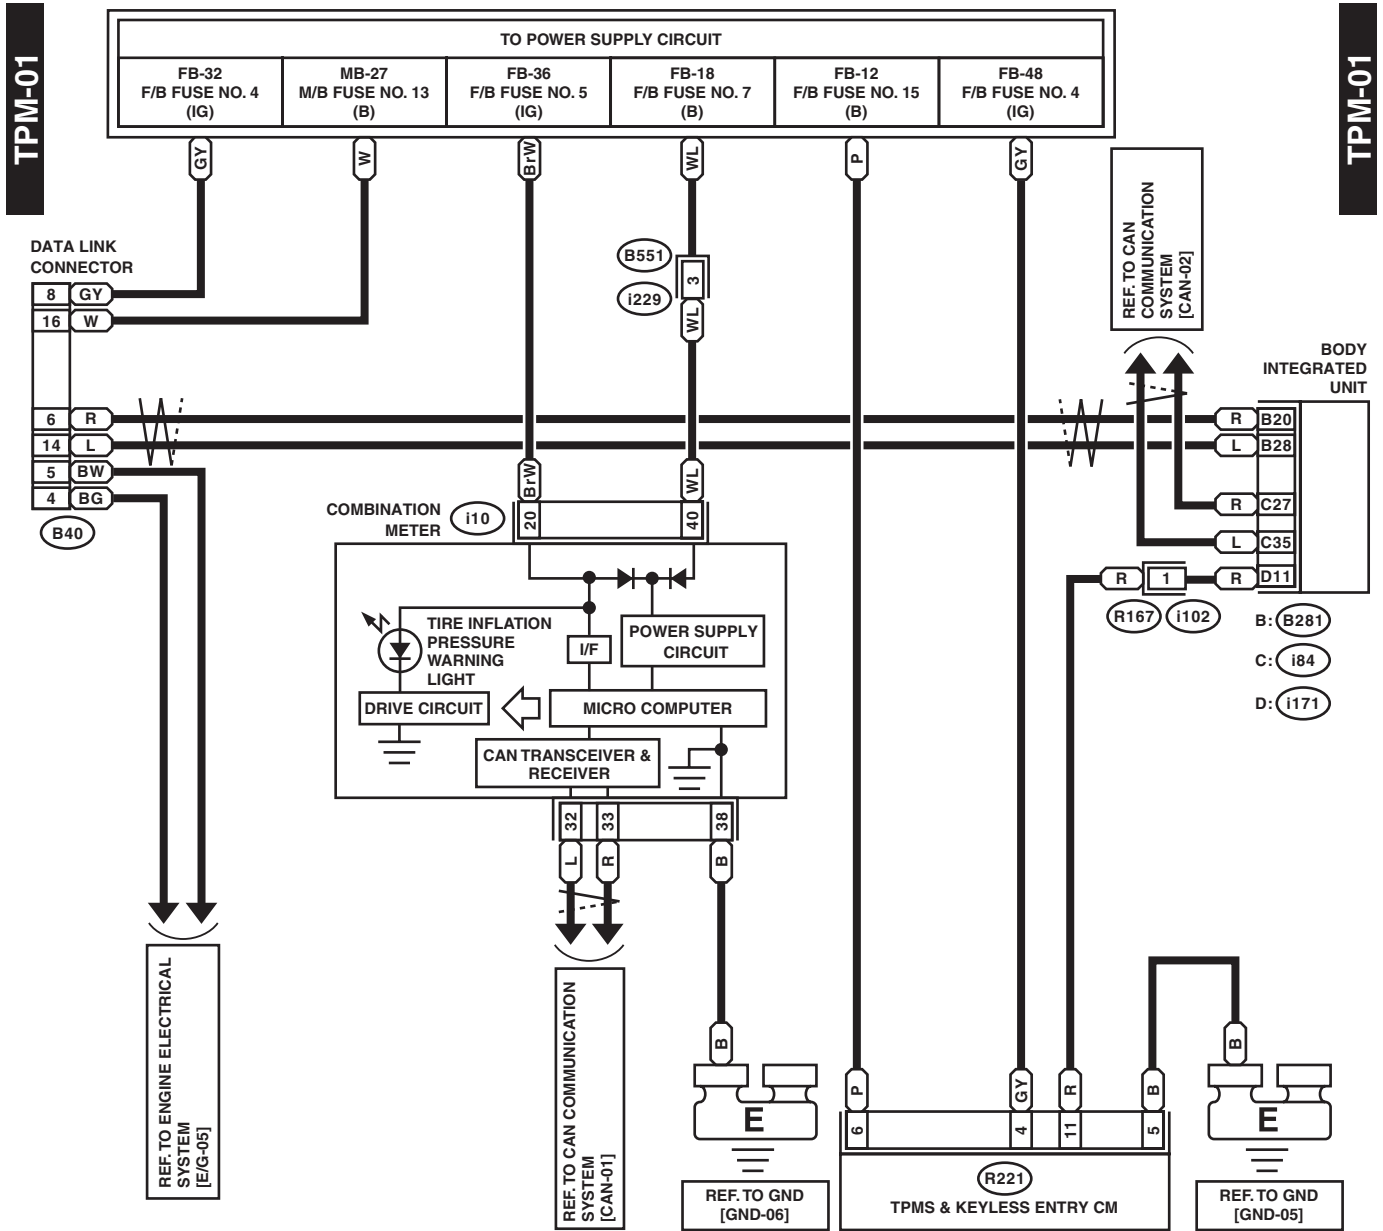 TPM-01
TPM-01
TO POWER SUPPLY CIRCUIT
FB-32
F/B FUSE NO. 4
(IG)
MB-27
M/B FUSE NO. 13
(B)
FB-36
F/B FUSE NO. 5
(IG)
FB-18
F/B FUSE NO. 7
(B)
FB-12
F/B FUSE NO. 15
(B)
FB-48
F/B FUSE NO. 4
(IG)
GY
W
BrW
WL
P
GY
REF. TO CAN
COMMUNICATION
SYSTEM
[CAN-02]
DATA LINK
CONNECTOR
8 GY
16 W
6 R
14 L
5 BW
4 BG
B40
B551
3
i229
WL
BODY
INTEGRATED
UNIT
R B20
L B28
R C27
L C35
R 1 R D11
R167 i102
B: B281
C: i84
D: i171
BrW
WL
COMBINATION
METER
i10
20
40
TIRE INFLATION
PRESSURE
WARNING
LIGHT
I/F
POWER SUPPLY
CIRCUIT
DRIVE CIRCUIT
MICRO COMPUTER
CAN TRANSCEIVER &
RECEIVER
32
33
38
L
R
B
REF. TO ENGINE ELECTRICAL
SYSTEM
[E/G-05]
REF. TO CAN COMMUNICATION
SYSTEM
[CAN-01]
B
E
REF. TO GND
[GND-06]
P
GY
R
B
6
4
11
5
R221
TPMS & KEYLESS ENTRY CM
B
E
REF. TO GND
[GND-05]